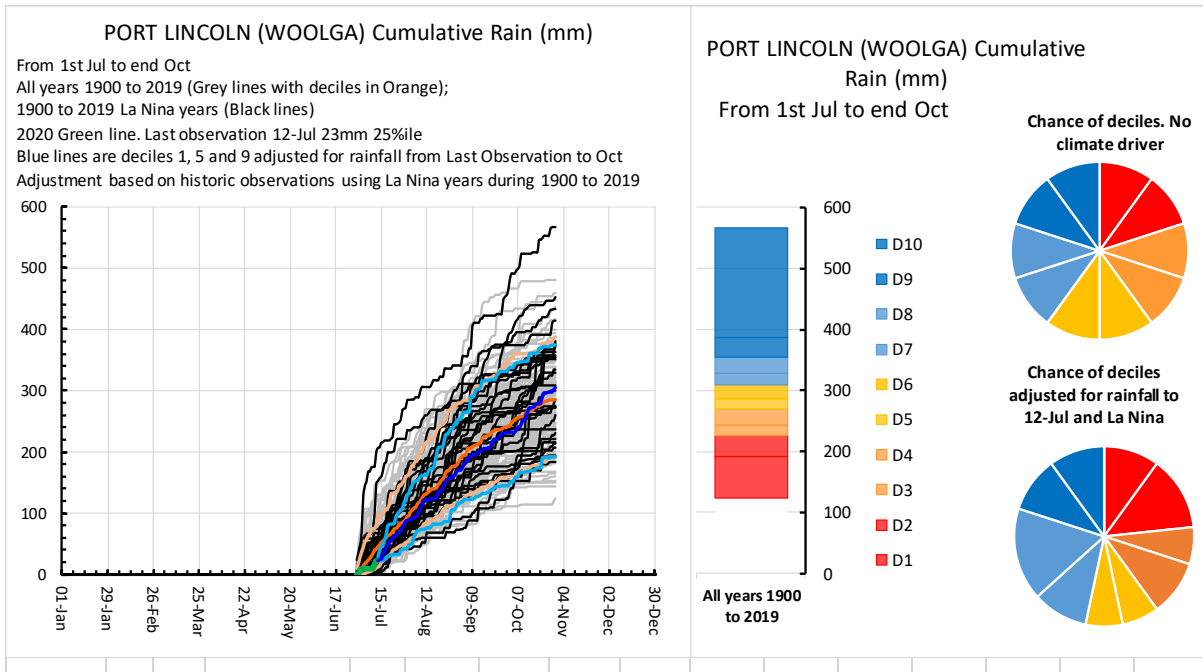 PORT LINCOLN (WOOLGA) Cumulative Rain (mm)
From 1st Jul to end Oct
All years 1900 to 2019 (Grey lines with deciles in Orange);
1900 to 2019 La Nina years (Black lines)
2020 Green line. Last observation 12-Jul 23mm 25%ile
Blue lines are deciles 1, 5 and 9 adjusted for rainfall from Last Observation to Oct
Adjustment based on historic observations using La Nina years during 1900 to 2019
600
500
400
300
200
100
0
01-Jan
29-Jan
26-Feb
25-Mar
22-Apr
20-May
17-Jun
15-Jul
12-Aug
09-Sep
07-Oct
04-Nov
02-Dec
30-Dec
PORT LINCOLN (WOOLGA) Cumulative
Rain (mm)
From 1st Jul to end Oct
600
500
400
300
200
100
0
All years 1900
to 2019
D10
D9
D8
D7
D6
D5
D4
D3
D2
D1
Chance of deciles. No
climate driver
Chance of deciles
adjusted for rainfall to
12-Jul and La Nina